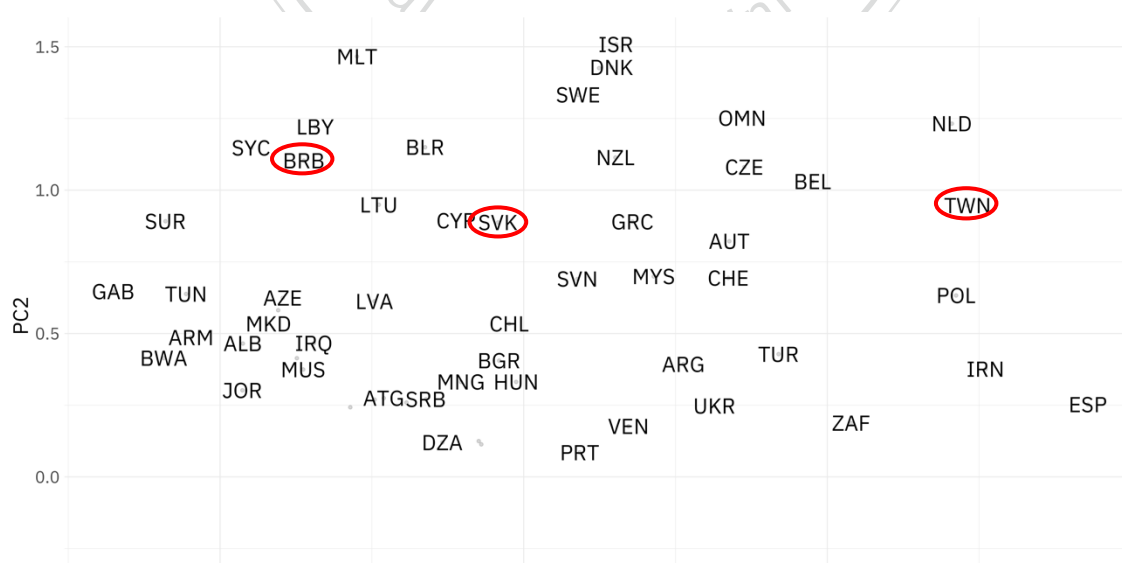 1.5
ISR
MLT
DNK
SWE
OMN
NLD
LBY
SYC
BLR
BRB
NZL
CZE
BEL
1.0
LTU
TWN
SUR
CYP
SVK
GRC
AUT
SVN
MYS
CHE
GAB
TUN
AZE
LVA
POL
PC2
MKD
CHL
0.5
ARM
ALB
IRQ
BWA
BGR
ARG
TUR
MUS
IRN
MNG
HUN
JOR
ATG
SRB
UKR
ESP
VEN
ZAF
DZA
PRT
0.0